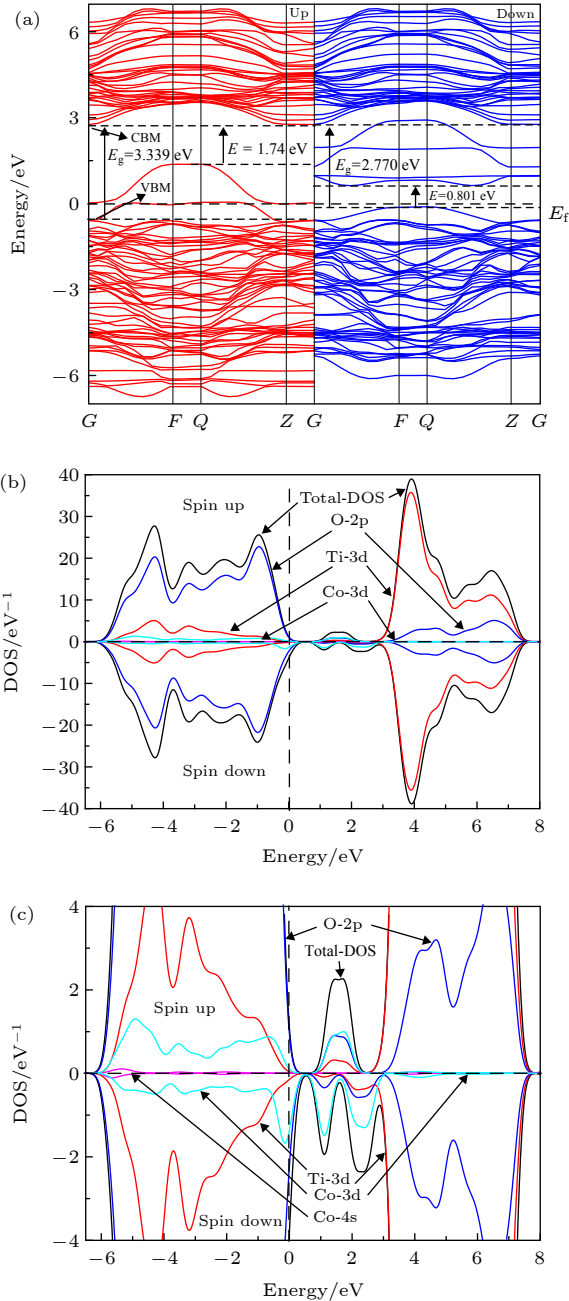 (a)
Up
Down
6
3
0
−3
−6
Energy/eV
CBM
E_g=3.339 eV
E = 1.74 eV
VBM
E_g=2.770 eV
E=0.801 eV
E_f
G F Q Z G F Q Z G
(b)
40
30
20
10
0
−10
−20
−30
−40
DOS/eV⁻¹
Spin up
Total-DOS
O-2p
Ti-3d
Co-3d
Spin down
−6 −4 −2 0 2 4 6 8
Energy/eV
(c)
4
2
0
−2
−4
DOS/eV⁻¹
O-2p
Total-DOS
Spin up
Ti-3d
Co-3d
Co-4s
Spin down
−6 −4 −2 0 2 4 6 8
Energy/eV